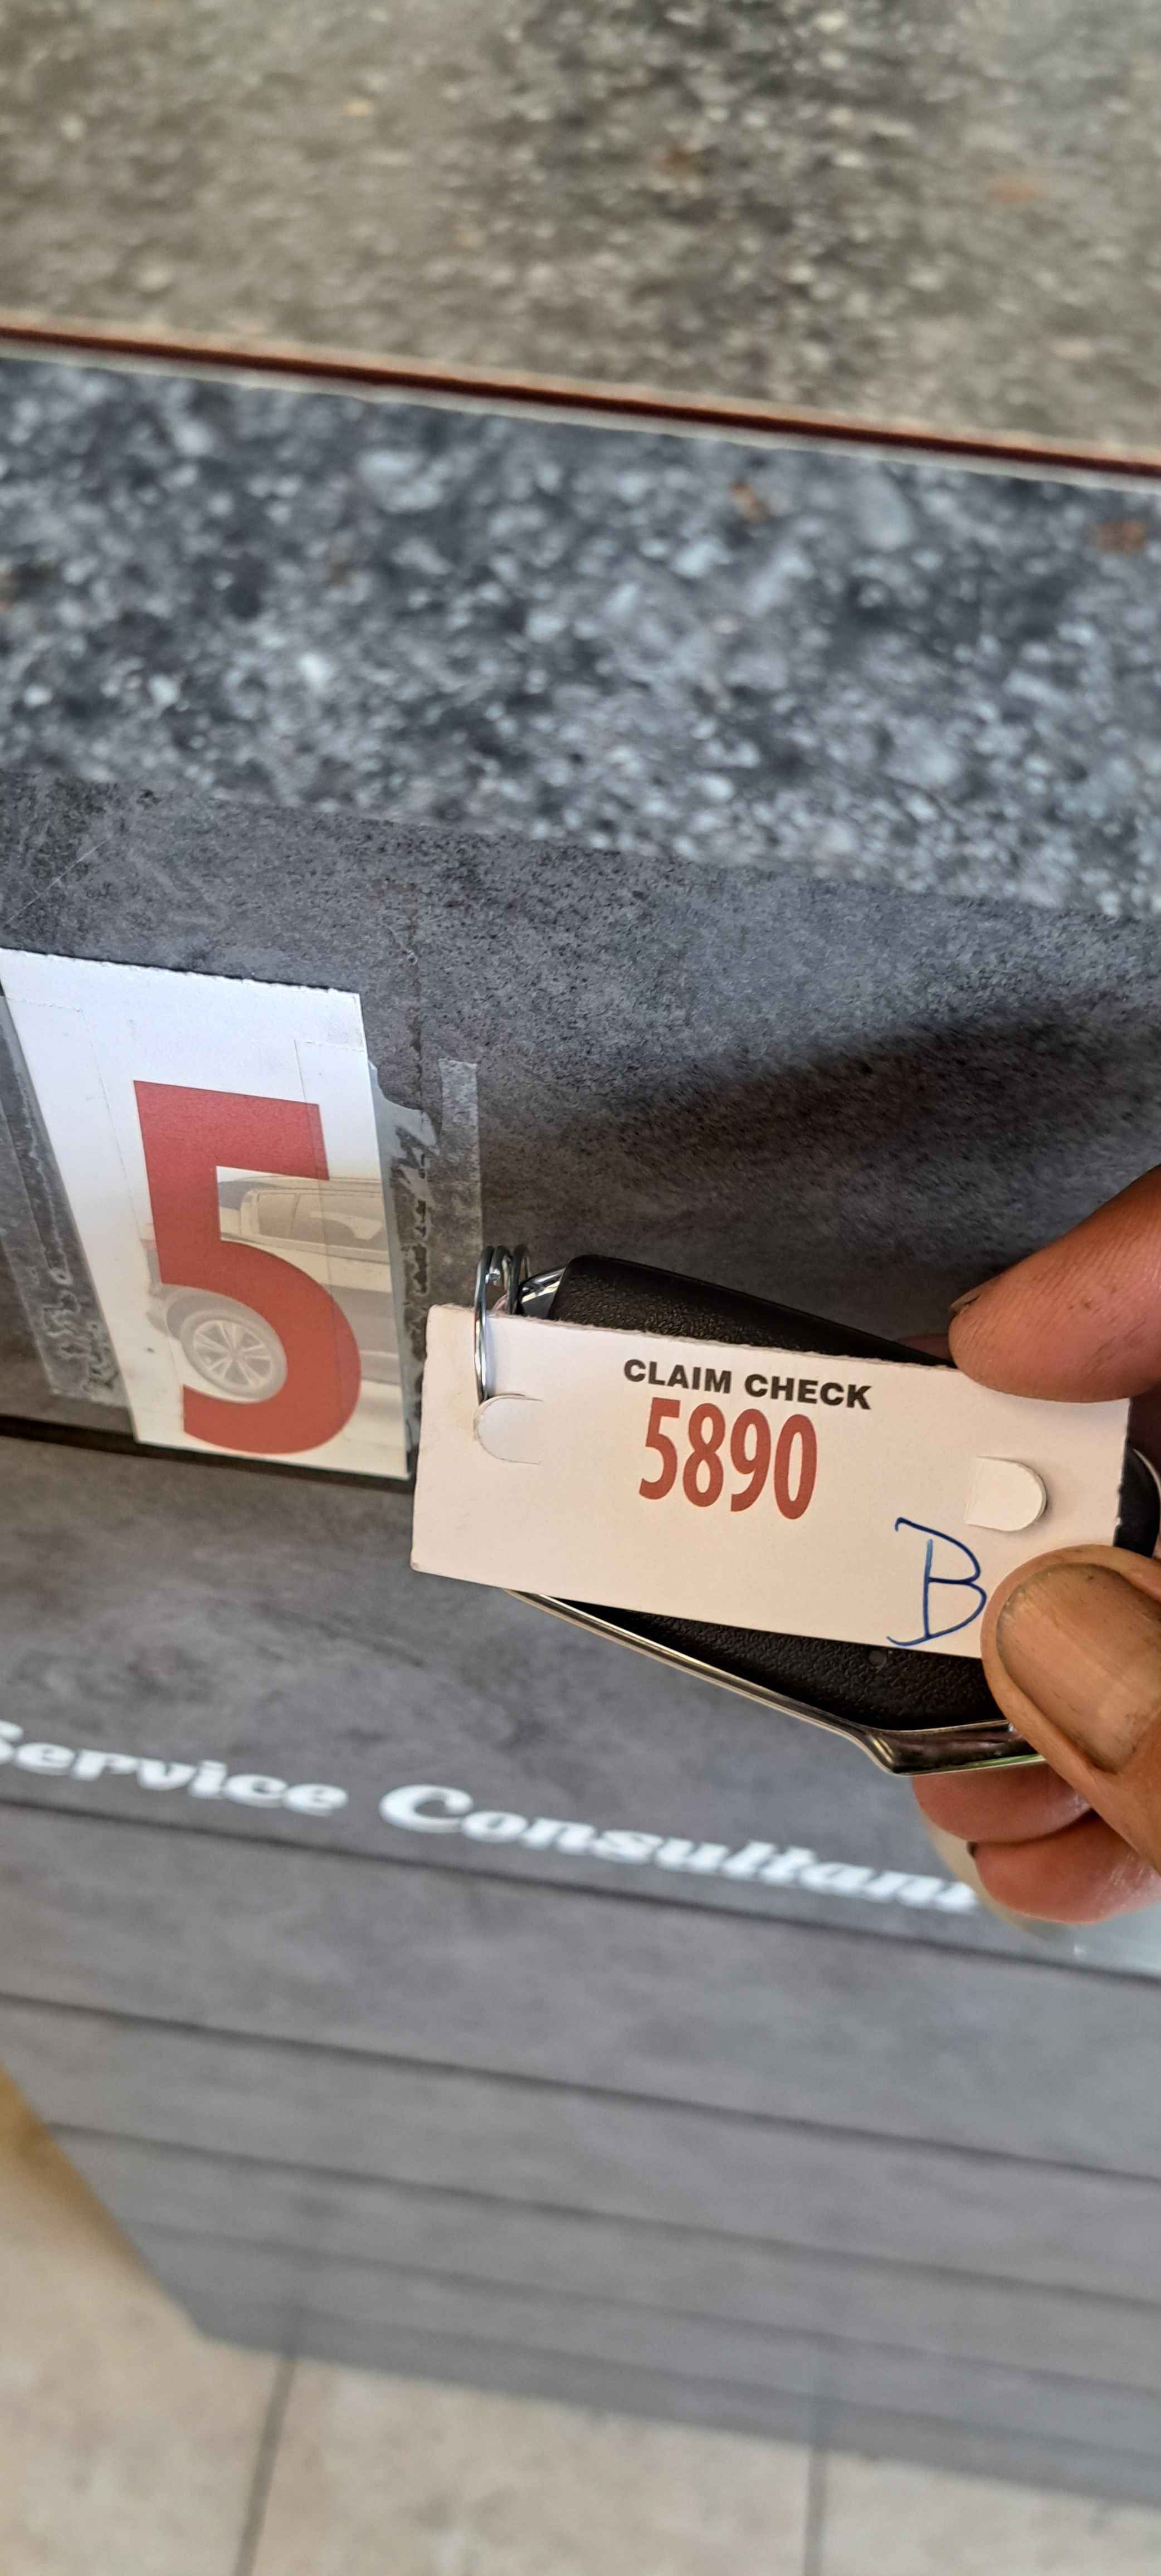 5
CLAIM CHECK
5890
B
Service Consultant